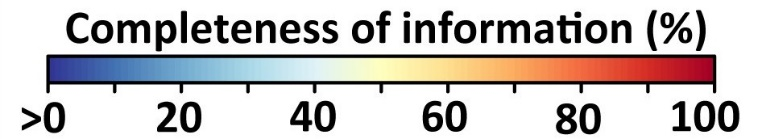 Completeness of information (%)
>0 20 40 60 80 100